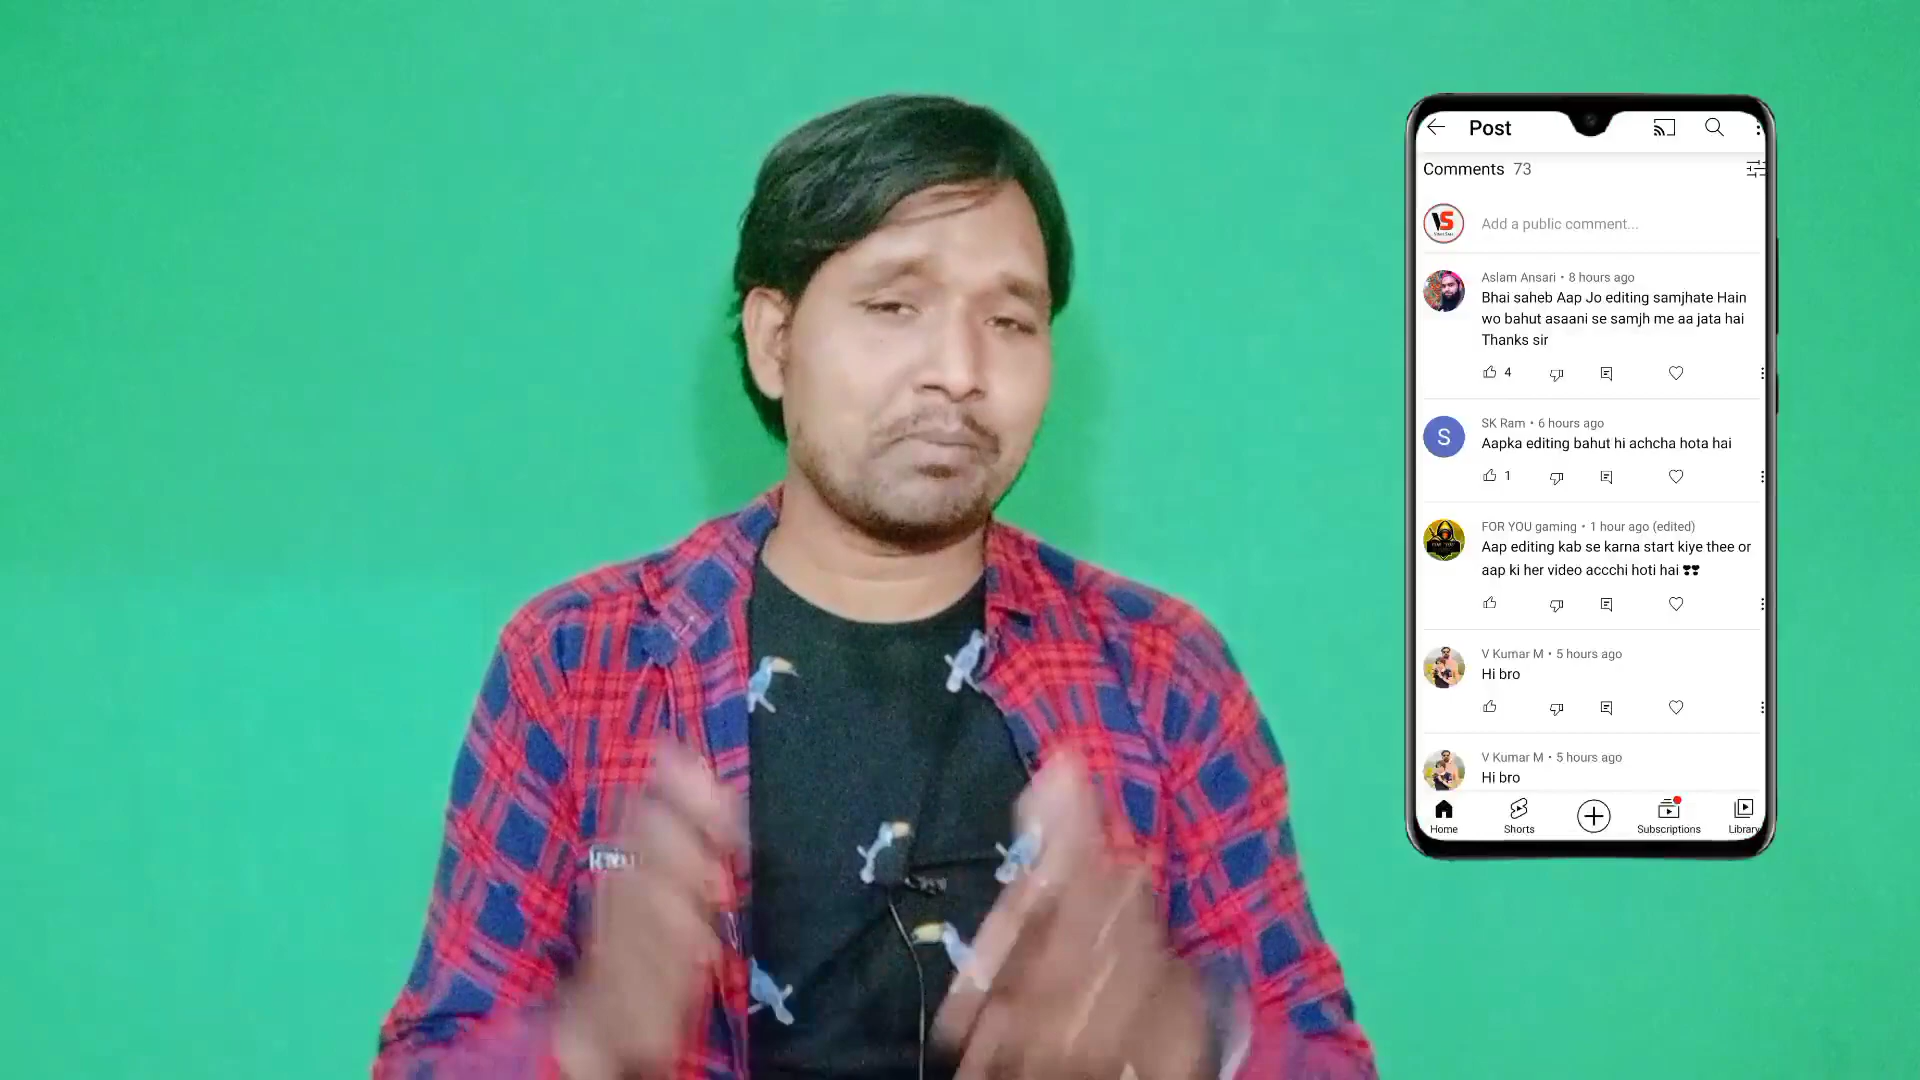 Post
Comments 73
VS
Add a public comment...
Aslam Ansari • 8 hours ago
Bhai saheb Aap Jo editing samjhate Hain
wo bahut asaani se samjh me aa jata hai
Thanks sir
4
S
SK Ram • 6 hours ago
Aapka editing bahut hi achcha hota hai
1
FOR YOU gaming • 1 hour ago (edited)
Aap editing kab se karna start kiye thee or
aap ki her video accchi hoti hai ❣❣
V Kumar M • 5 hours ago
Hi bro
V Kumar M • 5 hours ago
Hi bro
Home Shorts Subscriptions Library